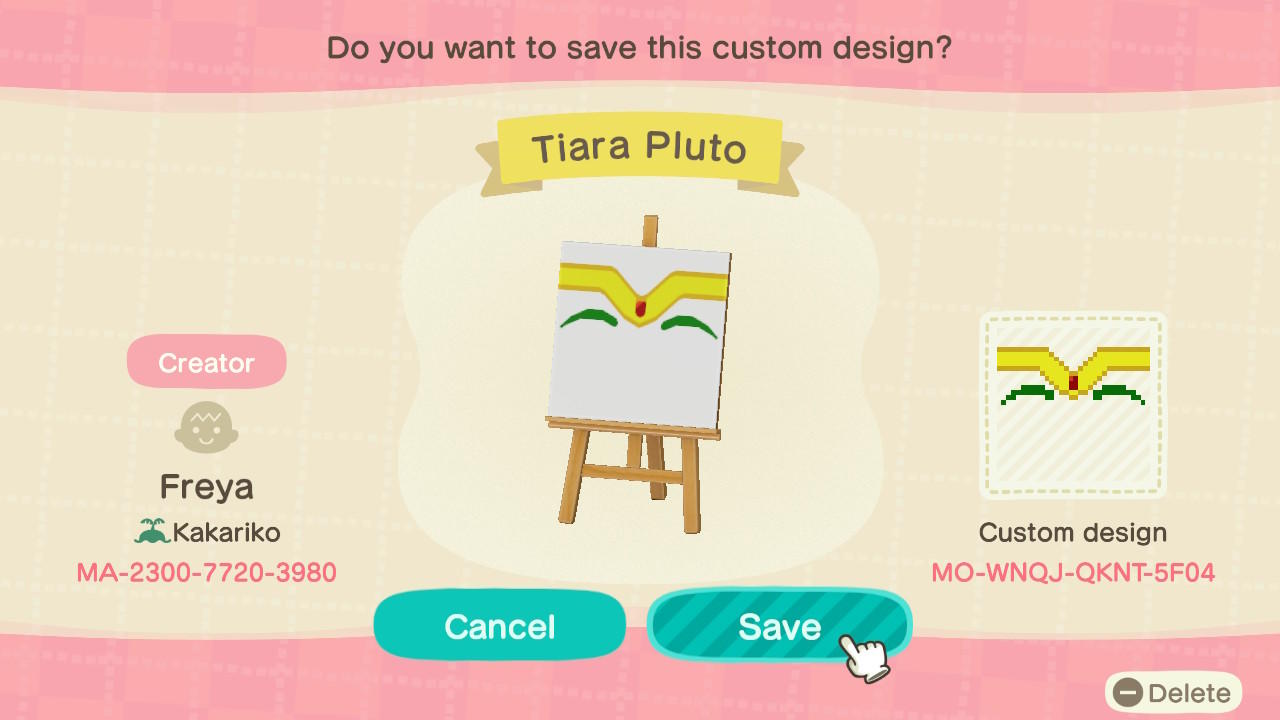 Do you want to save this custom design?
Tiara Pluto
Creator
Freya
Kakariko
MA-2300-7720-3980
Custom design
MO-WNQJ-QKNT-5F04
Cancel
Save
Delete